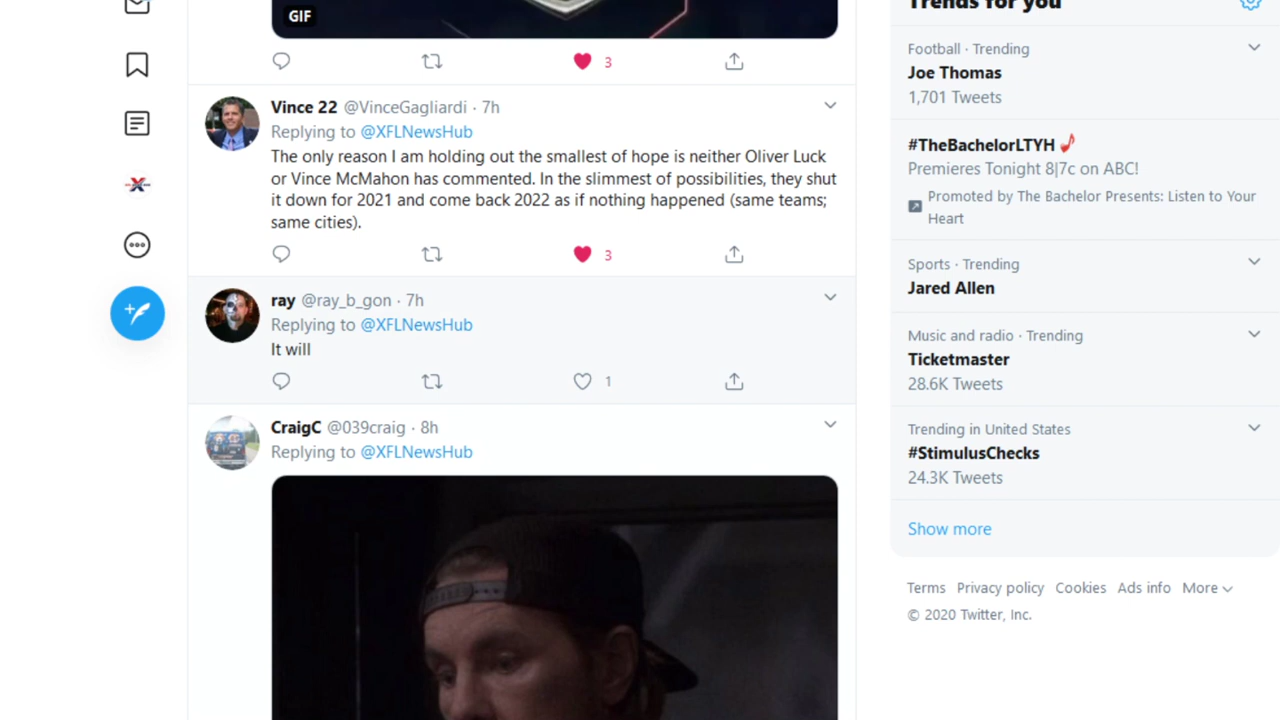 Trends for you
GIF
3
Football · Trending
Joe Thomas
1,701 Tweets
Vince 22 @VinceGagliardi · 7h
Replying to @XFLNewsHub
The only reason I am holding out the smallest of hope is neither Oliver Luck
or Vince McMahon has commented. In the slimmest of possibilities, they shut
it down for 2021 and come back 2022 as if nothing happened (same teams;
same cities).
3
#TheBachelorLTYH
Premieres Tonight 8|7c on ABC!
Promoted by The Bachelor Presents: Listen to Your
Heart
Sports · Trending
Jared Allen
ray @ray_b_gon · 7h
Replying to @XFLNewsHub
It will
1
Music and radio · Trending
Ticketmaster
28.6K Tweets
CraigC @039craig · 8h
Replying to @XFLNewsHub
Trending in United States
#StimulusChecks
24.3K Tweets
Show more
Terms Privacy policy Cookies Ads info More
© 2020 Twitter, Inc.